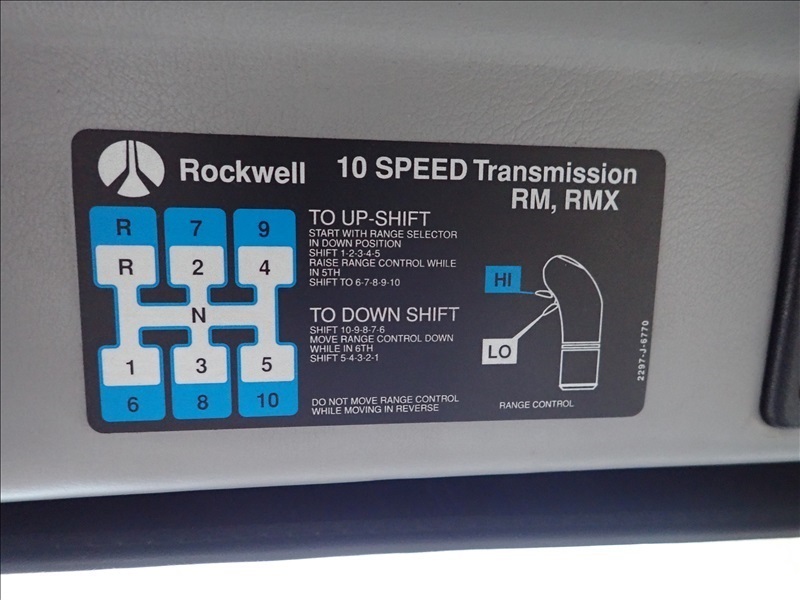 Rockwell 10 SPEED Transmission
RM, RMX
R 7 9
R 2 4
N
1 3 5
6 8 10
TO UP-SHIFT
START WITH RANGE SELECTOR
IN DOWN POSITION
SHIFT 1-2-3-4-5
RAISE RANGE CONTROL WHILE
IN 5TH
SHIFT TO 6-7-8-9-10
TO DOWN SHIFT
SHIFT 10-9-8-7-6
MOVE RANGE CONTROL DOWN
WHILE IN 6TH
SHIFT 5-4-3-2-1
DO NOT MOVE RANGE CONTROL
WHILE MOVING IN REVERSE
HI
LO
RANGE CONTROL
2297-J-6770